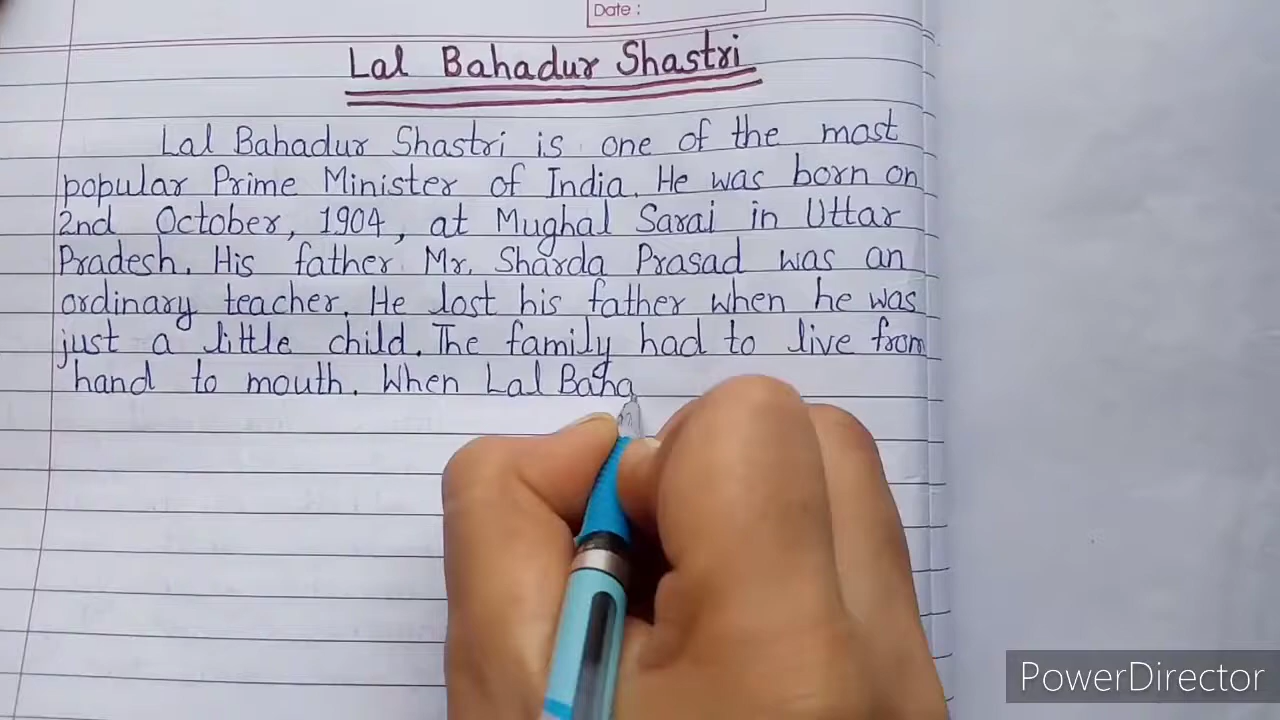 Date :
Lal Bahadur Shastri
Lal Bahadur Shastri is one of the most
popular Prime Minister of India. He was born on
2nd October, 1904, at Mughal Sarai in Uttar
Pradesh. His father Mr. Sharda Prasad was an
ordinary teacher. He lost his father when he was
just a little child. The family had to live from
hand to mouth. When Lal Baha
PowerDirector